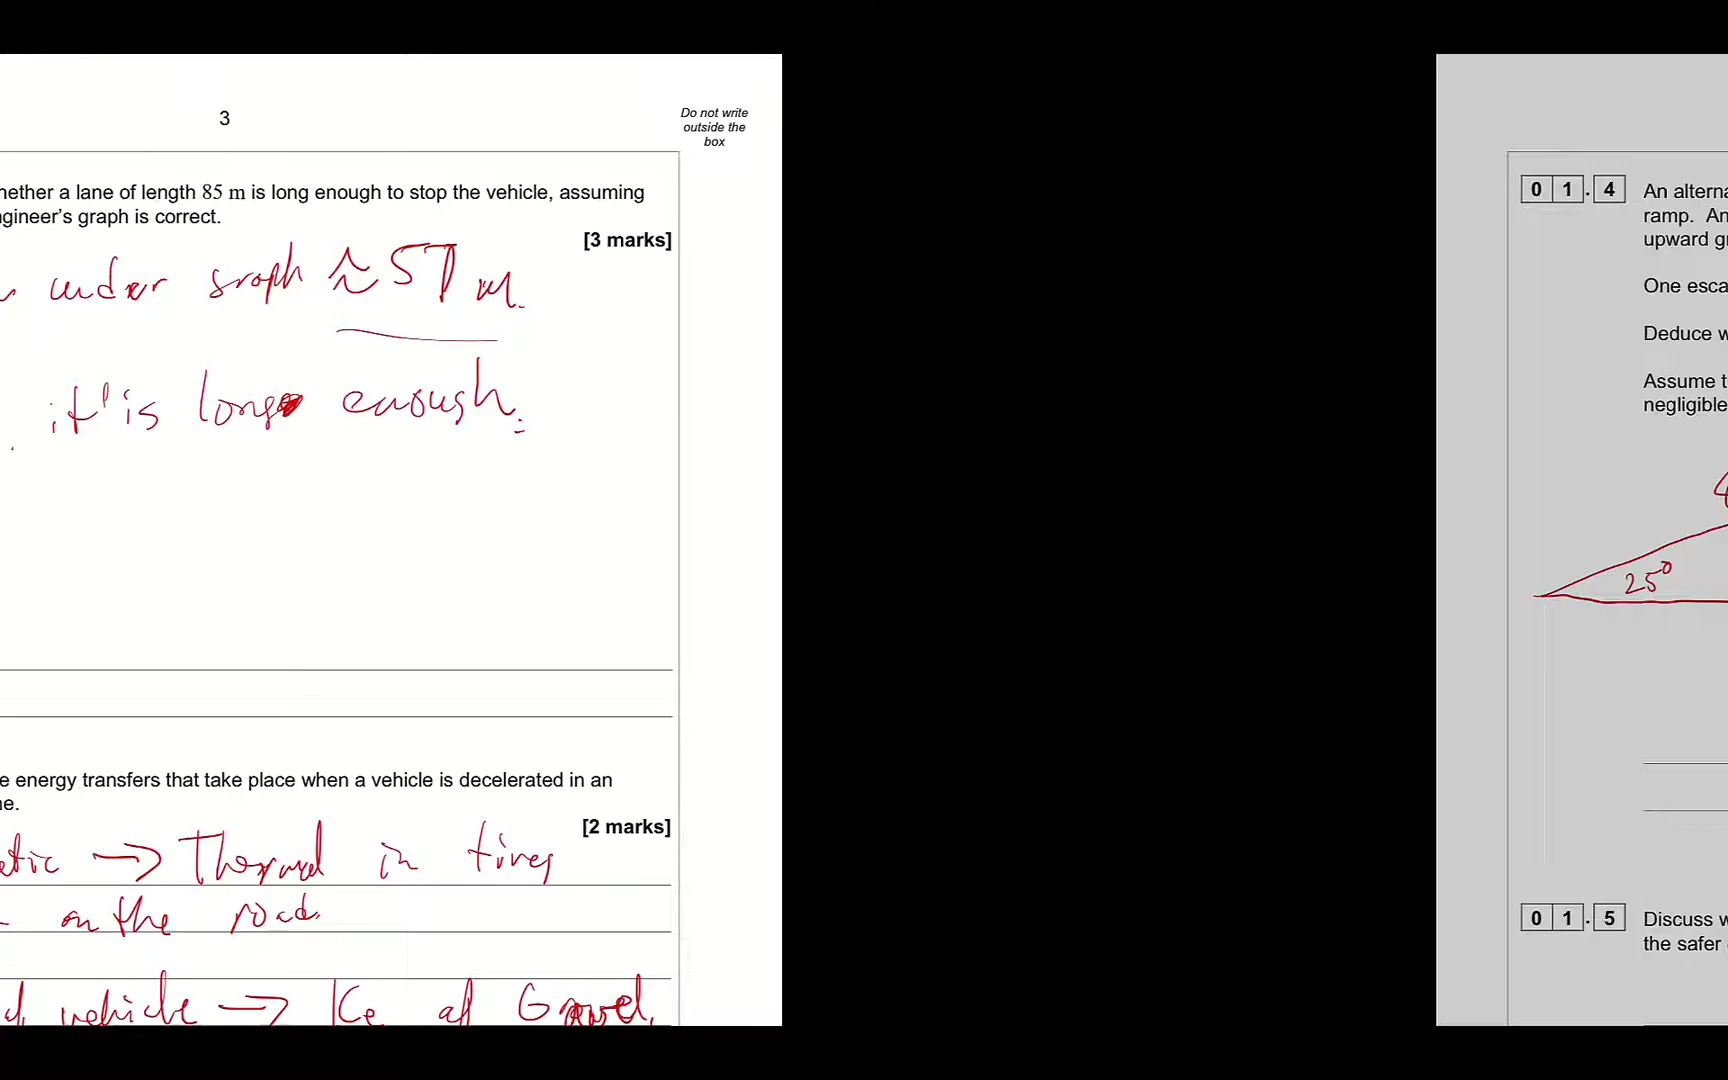 3
Do not write
outside the
box
hether a lane of length 85 m is long enough to stop the vehicle, assuming
gineer's graph is correct.
[3 marks]
under graph ≈ 57 m.
it is long enough.
e energy transfers that take place when a vehicle is decelerated in an
ne.
[2 marks]
etic → Thermal in tires
on the road.
vehicle → Ke of Gravel.
0 1 . 4 An alterna
ramp. An
upward gr
One esca
Deduce w
Assume t
negligible
25°
0 1 . 5 Discuss w
the safer